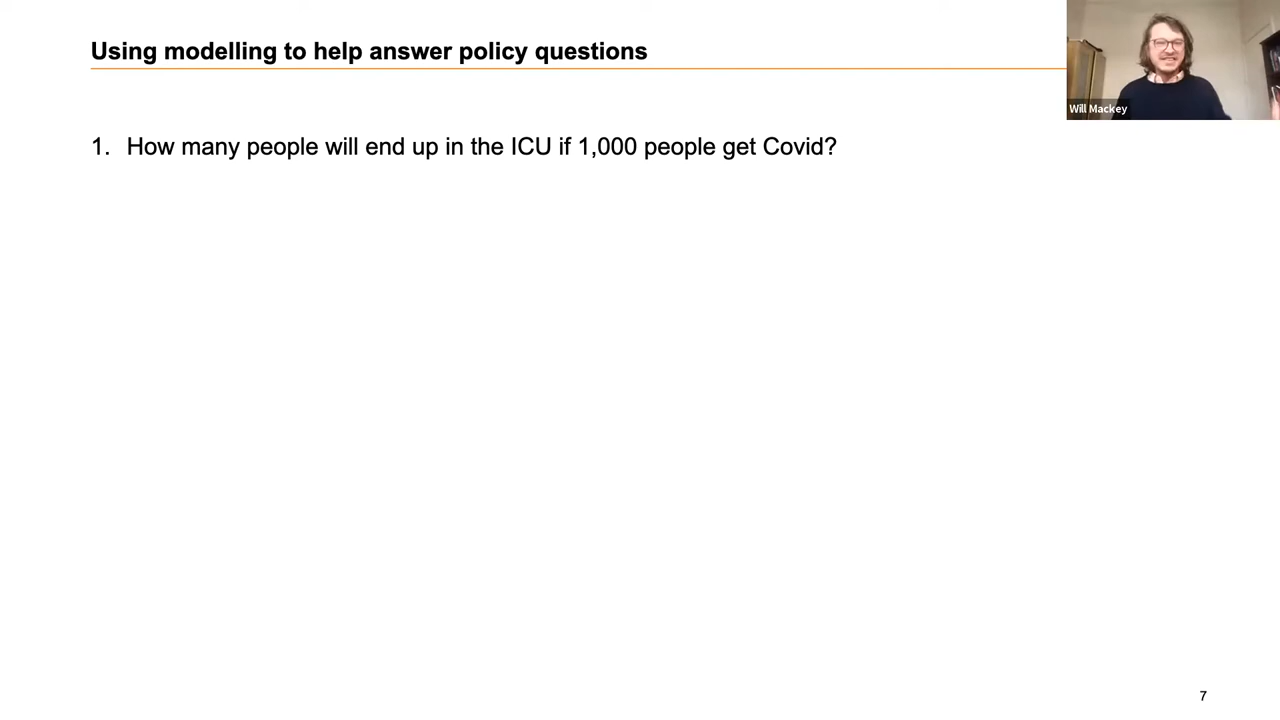 Using modelling to help answer policy questions
Will Mackey
1. How many people will end up in the ICU if 1,000 people get Covid?
7